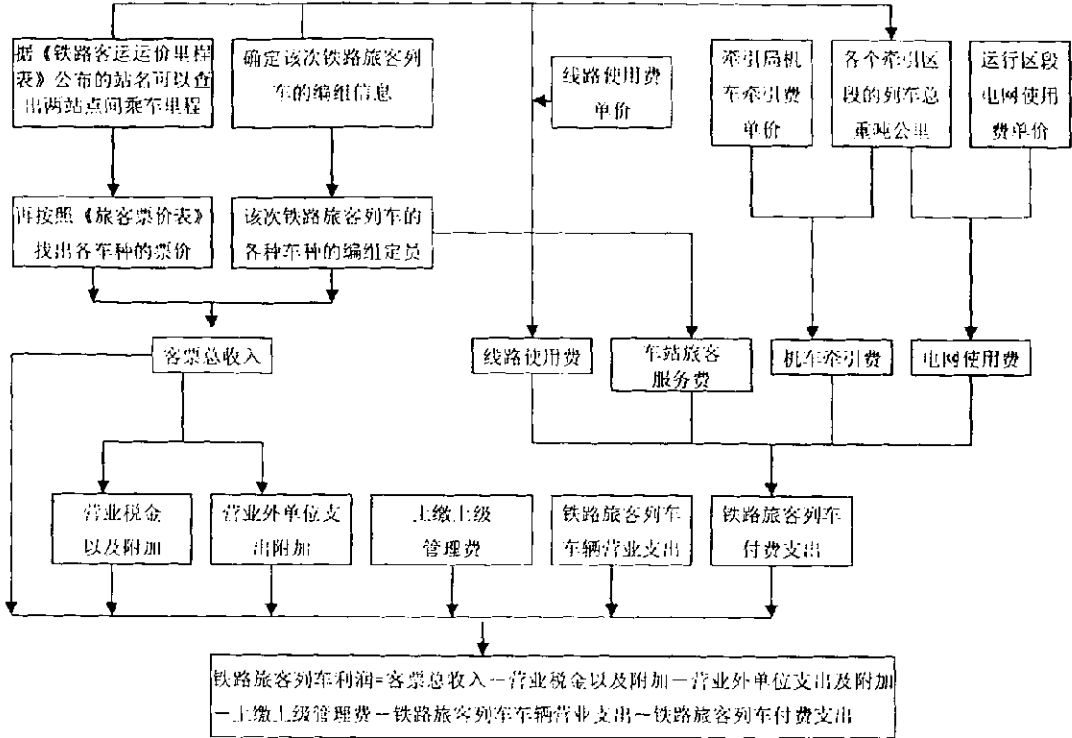 据《铁路客运运价里程
表》公布的站名可以查
出两站点间乘车里程
确定该次铁路旅客列
车的编组信息
线路使用费
单价
牵引局机
车牵引费
单价
各个牵引区
段的列车总
重吨公里
运行区段
电网使用
费单价
再按照《旅客票价表》
找出各车种的票价
该次铁路旅客列车的
各种车种的编组定员
客票总收入
线路使用费
车站旅客
服务费
机车牵引费
电网使用费
营业税金
以及附加
营业外单位支
出附加
上缴上级
管理费
铁路旅客列车
车辆营业支出
铁路旅客列车
付费支出
铁路旅客列车利润=客票总收入－营业税金以及附加－营业外单位支出及附加
－上缴上级管理费－铁路旅客列车车辆营业支出－铁路旅客列车付费支出